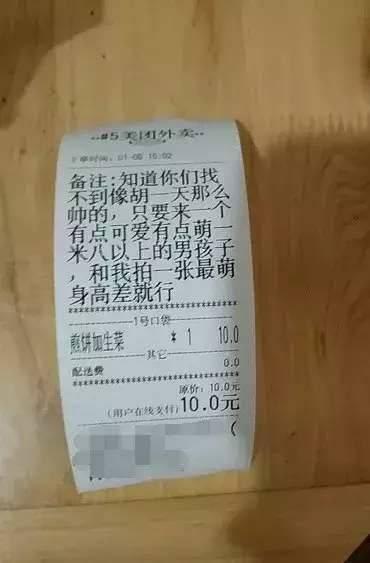 #5美团外卖
下单时间: 01-06 15:02
备注:知道你们找
不到像胡一天那么
帅的，只要来一个
有点可爱有点萌一
米八以上的男孩子
，和我拍一张最萌
身高差就行
1号口袋
煎饼加生菜 * 1 10.0
其它
配送费 0.0
原价: 10.0元
(用户在线支付) 10.0元
(